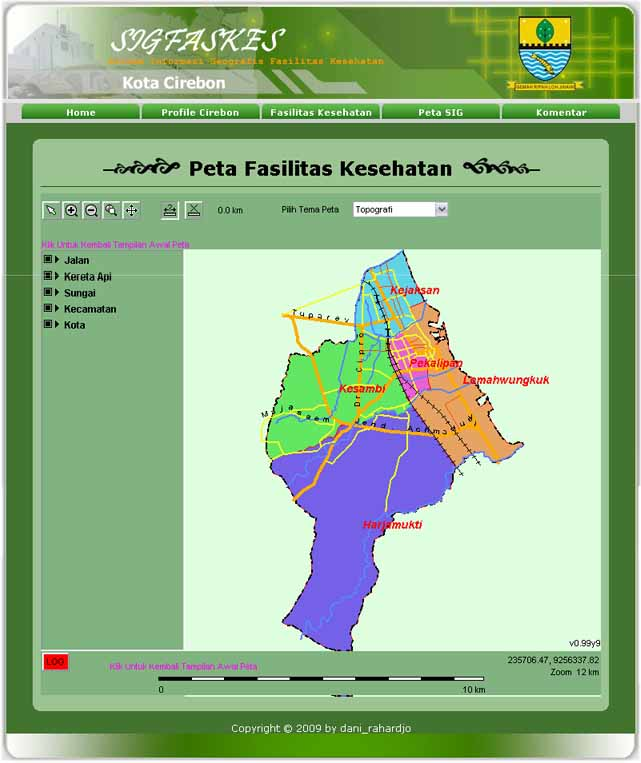 SIGFASKES
Sistem Informasi Geografis Fasilitas Kesehatan
Kota Cirebon
Home
Profile Cirebon
Fasilitas Kesehatan
Peta SIG
Komentar
Peta Fasilitas Kesehatan
0.0 km
Pilih Tema Peta
Topografi
Klik Untuk Kembali Tampilan Awal Peta
Jalan
Kereta Api
Sungai
Kecamatan
Kota
Kejaksan
Tuparev
Dr. Cipto
Pekalipan
Lemahwungkuk
Kesambi
Majasem
Jend. Achmad
Harjamukti
v0.99y9
LOG
Klik Untuk Kembali Tampilan Awal Peta
235706.47, 9256337.82
Zoom 12 km
0
10 km
Copyright © 2009 by dani_rahardjo